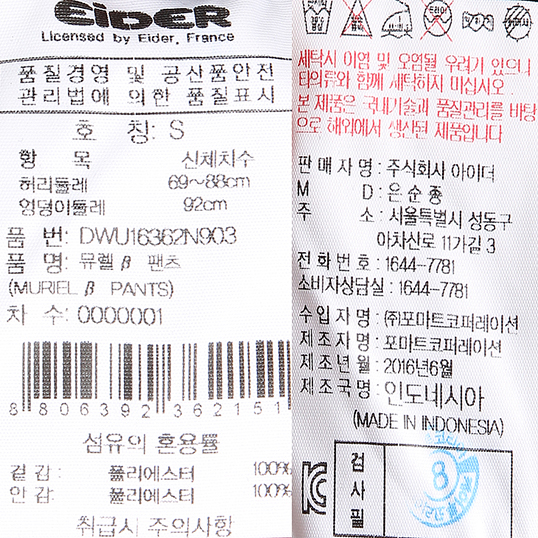 EiDER
Licensed by Eider, France
품질경영 및 공산품안전
관리법에 의한 품질표시
호 칭: S
항 목 신체치수
허리둘레 69~88cm
엉덩이둘레 92cm
품 번: DWU16362N903
품 명: 뮤렐 β 팬츠
(MURIEL β PANTS)
차 수: 0000001
8 806392 362151
섬유의 혼용률
겉감: 폴리에스터 100%
안감: 폴리에스터 100%
취급시 주의사항
세탁시 이염 및 오염될 우려가 있으니
타의류와 함께 세탁하지 마십시오
본 제품은 국내기술과 품질관리를 바탕
으로 해외에서 생산된 제품입니다
판매자명: 주식회사 아이더
M D: 은순종
주 소: 서울특별시 성동구
아차산로 11가길 3
전화번호: 1644-7781
소비자상담실: 1644-7781
수입자명: (주)포마트코퍼레이션
제조자명: 포마트코퍼레이션
제조년월: 2016년6월
제조국명: 인도네시아
(MADE IN INDONESIA)
검사필
8